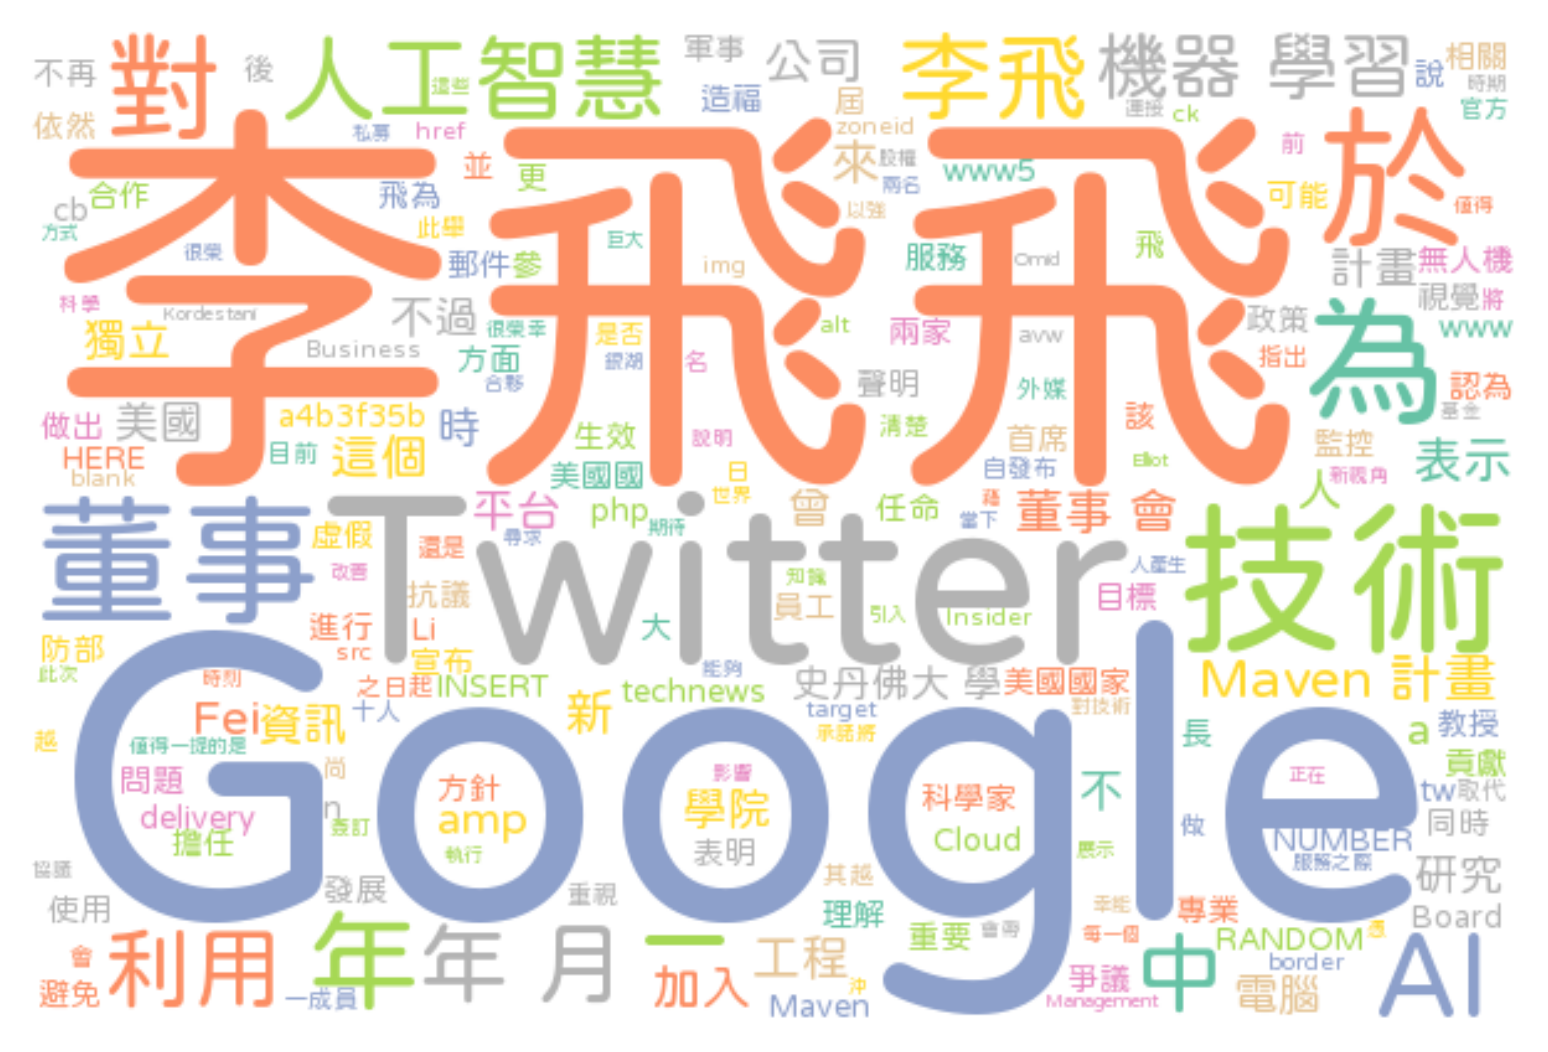 不再 對 後 人工智慧 這些 軍事 公司 李飛 機器 學習 說 相關
時期
依然 私募 href 造福 屆 連接 ck 官方
zoneid
李飛飛 於
並 更 來 股權 www5 前
cb 合作 飛為 兩名 可能 值得
方式 此舉 以強
很榮 巨大 飛
郵件 參 img 服務 Omid 計畫 無人機
科學 Kordestani 不過 很榮幸 視覺 將
獨立 是否 alt 兩家 avw 政策 為 www
Business 方面 銀湖 名 指出
合夥 聲明 外媒 認為
做出 美國 a4b3f35b 時 生效 說明 清楚 該 基金
HERE 目前 這個 首席 監控 表示
blank 美國國 日 自發布 Elliot 人 新視角
世界
董事 Twitter 平台 php 曾 任命 當下 藉 董事 會 技術
虛假 還是 尋求 期待
改善 抗議 知識 人產生
員工 引入 Insider 目標
防部 進行 Li 大
此次 src 宣布 能夠
時刻 之日起 INSERT technews 史丹佛大 學 美國國家 Maven 計畫
Google
Fei 資訊 十人 新 target 對技術
越 值得一提的是 承諾將 長 a 教授
問題 尚 方針 影響 科學家 不 正在 貢獻
delivery n amp 學院 tw 取代
擔任 簽訂 執行 表明 Cloud 展示 做 NUMBER 同時
協議 發展 重視 其越 服務之際 研究
使用 理解 幸能 專業 Board
會 利用 年 年 月 一 工程 重要 會帶 每一個 RANDOM 憑
避免 一成員 加入 沖 爭議 中 border AI
Maven Management 電腦